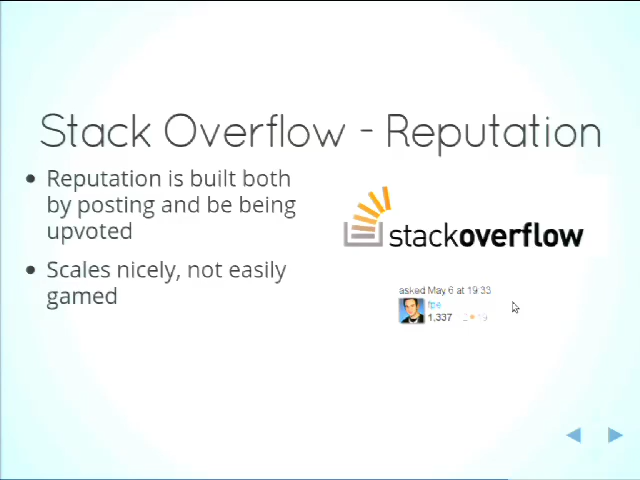 Stack Overflow - Reputation
• Reputation is built both
by posting and be being
upvoted
• Scales nicely, not easily
gamed
stackoverflow
asked May 6 at 19:33
fpe
1,337